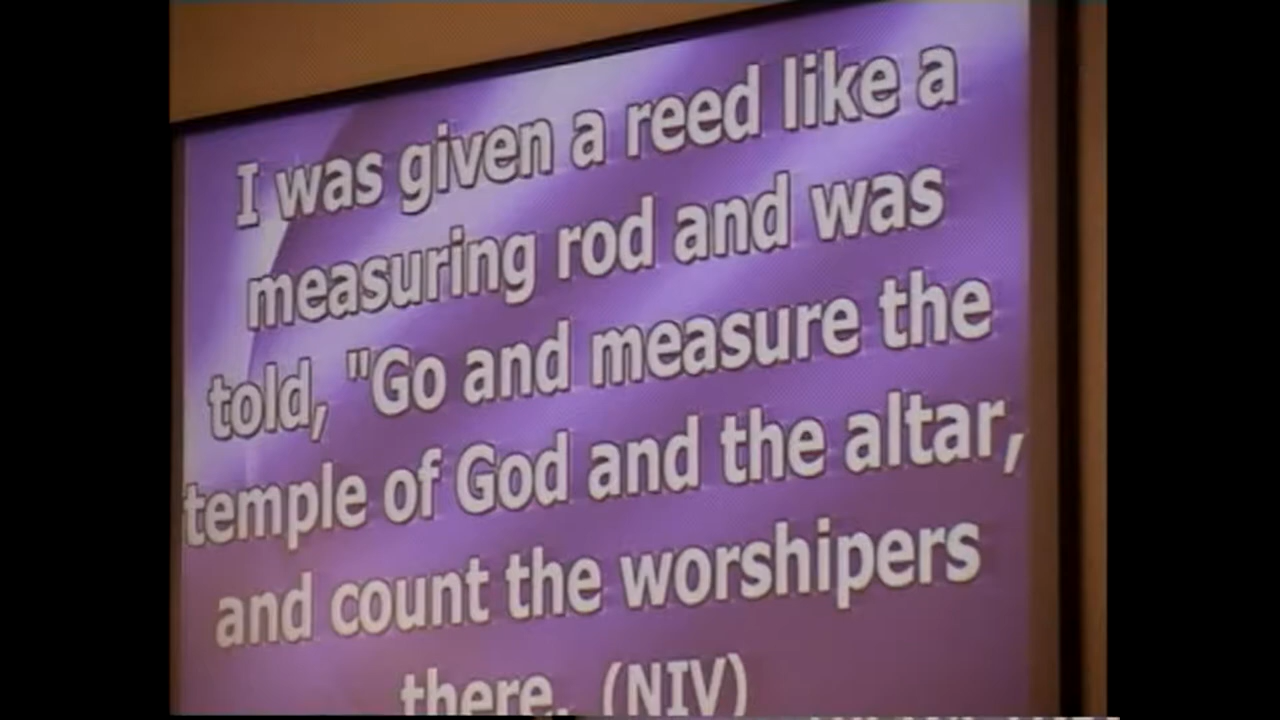 I was given a reed like a
measuring rod and was
told, "Go and measure the
temple of God and the altar,
and count the worshipers
there. (NIV)